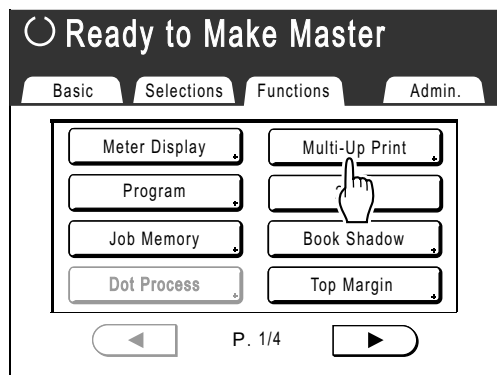 Ready to Make Master
Basic Selections Functions Admin.
Meter Display Multi-Up Print
Program
Job Memory Book Shadow
Dot Process Top Margin
P. 1/4